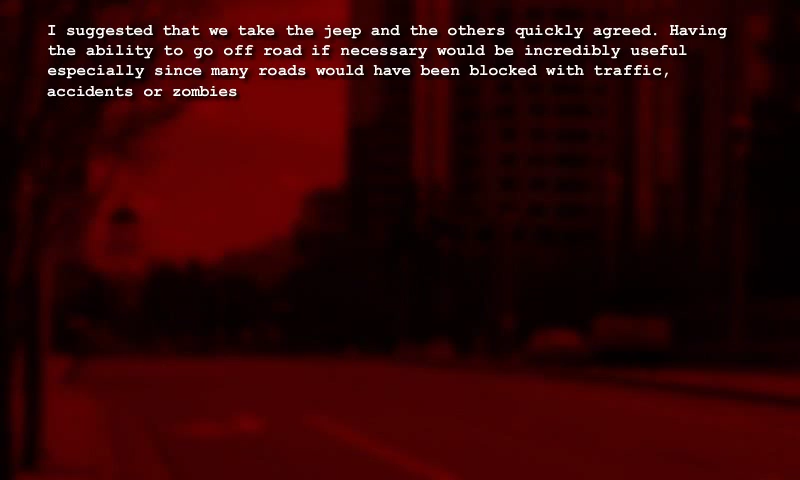 I suggested that we take the jeep and the others quickly agreed. Having
the ability to go off road if necessary would be incredibly useful
especially since many roads would have been blocked with traffic,
accidents or zombies